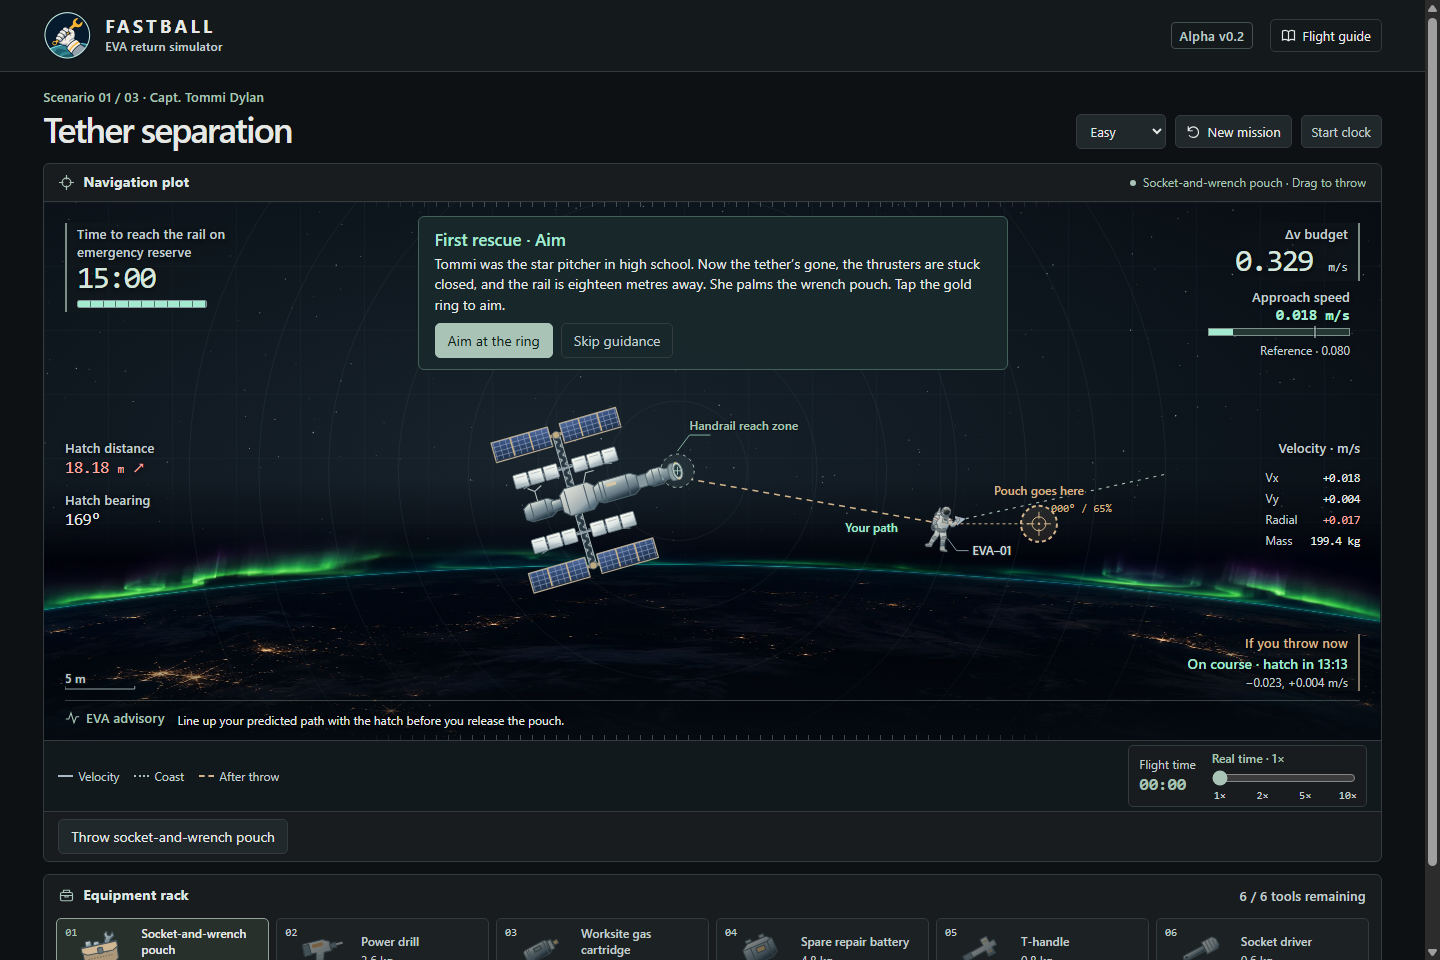 FASTBALL
EVA return simulator
Alpha v0.2
Flight guide
Scenario 01 / 03 · Capt. Tommi Dylan
Tether separation
Easy
New mission
Start clock
Navigation plot
Socket-and-wrench pouch · Drag to throw
Time to reach the rail on
emergency reserve
15:00
First rescue · Aim
Tommi was the star pitcher in high school. Now the tether’s gone, the thrusters are stuck
closed, and the rail is eighteen metres away. She palms the wrench pouch. Tap the gold
ring to aim.
Aim at the ring
Skip guidance
Δv budget
0.329 m/s
Approach speed
0.018 m/s
Reference · 0.080
Handrail reach zone
Hatch distance
18.18 m ↗
Hatch bearing
169°
Pouch goes here
000° / 65%
Your path
EVA–01
Velocity · m/s
Vx +0.018
Vy +0.004
Radial +0.017
Mass 199.4 kg
If you throw now
On course · hatch in 13:13
−0.023, +0.004 m/s
5 m
EVA advisory
Line up your predicted path with the hatch before you release the pouch.
Velocity
Coast
After throw
Flight time
00:00
Real time · 1×
1× 2× 5× 10×
Throw socket-and-wrench pouch
Equipment rack
6 / 6 tools remaining
01
Socket-and-wrench
pouch
02
Power drill
03
Worksite gas
cartridge
04
Spare repair battery
05
T-handle
06
Socket driver